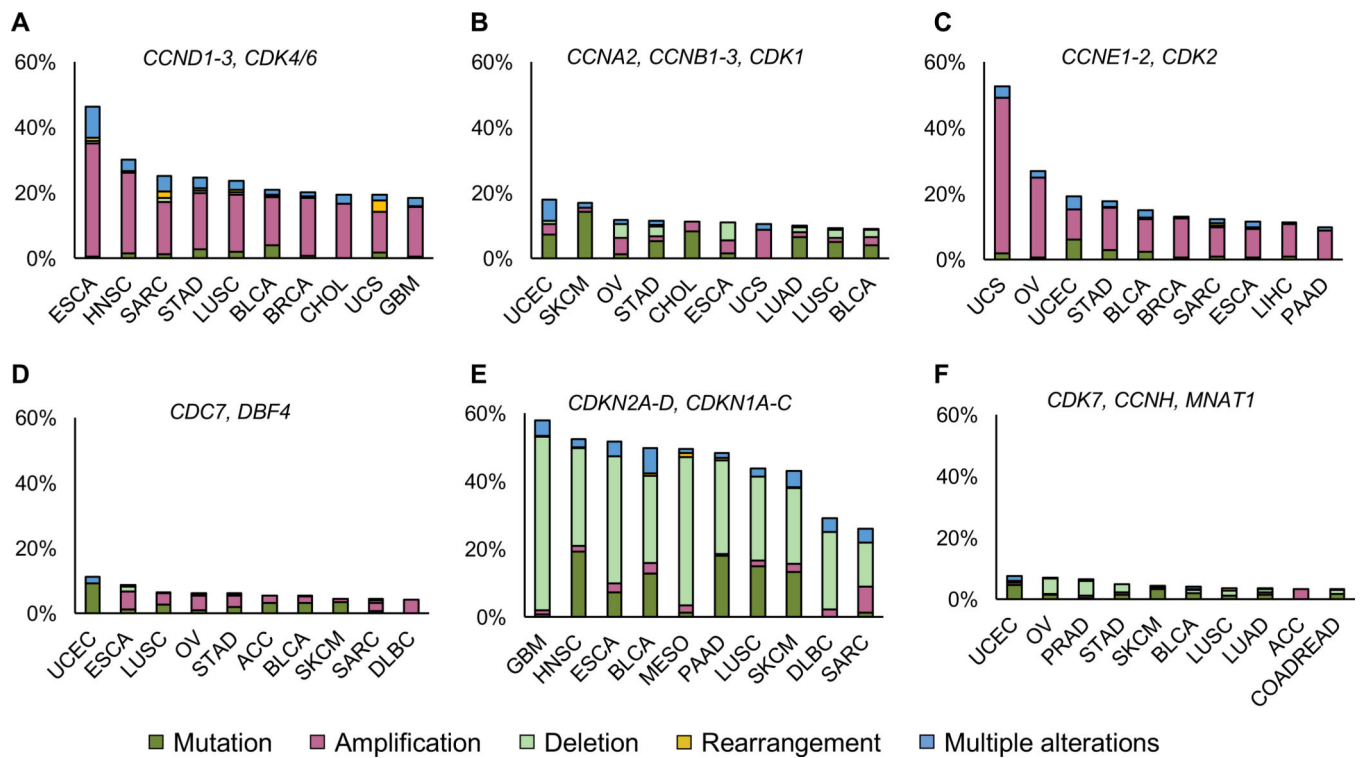 A
CCND1-3, CDK4/6
60%
40%
20%
0%
ESCA
HNSC
SARC
STAD
LUSC
BLCA
BRCA
CHOL
UCS
GBM
B
CCNA2, CCNB1-3, CDK1
60%
40%
20%
0%
UCEC
SKCM
OV
STAD
CHOL
ESCA
UCS
LUAD
LUSC
BLCA
C
CCNE1-2, CDK2
60%
40%
20%
0%
UCS
OV
UCEC
STAD
BLCA
BRCA
SARC
ESCA
LIHC
PAAD
D
CDC7, DBF4
60%
40%
20%
0%
UCEC
ESCA
LUSC
OV
STAD
ACC
BLCA
SKCM
SARC
DLBC
E
CDKN2A-D, CDKN1A-C
60%
40%
20%
0%
GBM
HNSC
ESCA
BLCA
MESO
PAAD
LUSC
SKCM
DLBC
SARC
F
CDK7, CCNH, MNAT1
60%
40%
20%
0%
UCEC
OV
PRAD
STAD
SKCM
BLCA
LUSC
LUAD
ACC
COADREAD
Mutation
Amplification
Deletion
Rearrangement
Multiple alterations